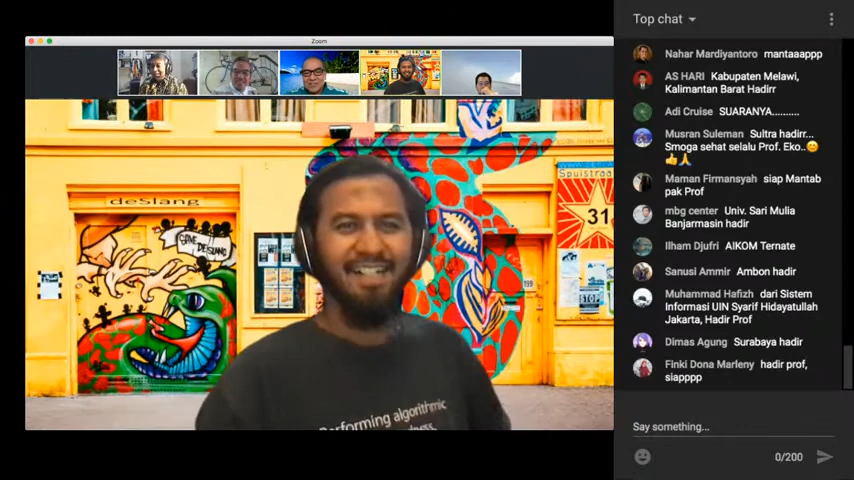 Zoom
deSlang
GONE DESLANG
Spuistraat
31
199
STOP
Performing algorithmic
Top chat
Nahar Mardiyantoro mantaaappp
AS HARI Kabupaten Melawi,
Kalimantan Barat Hadirr
Adi Cruise SUARANYA..........
Musran Suleman Sultra hadirr...
Smoga sehat selalu Prof. Eko..😊
👍🙏
Maman Firmansyah siap Mantab
pak Prof
mbg center Univ. Sari Mulia
Banjarmasin hadir
Ilham Djufri AIKOM Ternate
Sanusi Ammir Ambon hadir
Muhammad Hafizh dari Sistem
Informasi UIN Syarif Hidayatullah
Jakarta, Hadir Prof
Dimas Agung Surabaya hadir
Finki Dona Marleny hadir prof,
siapppp
Say something...
0/200